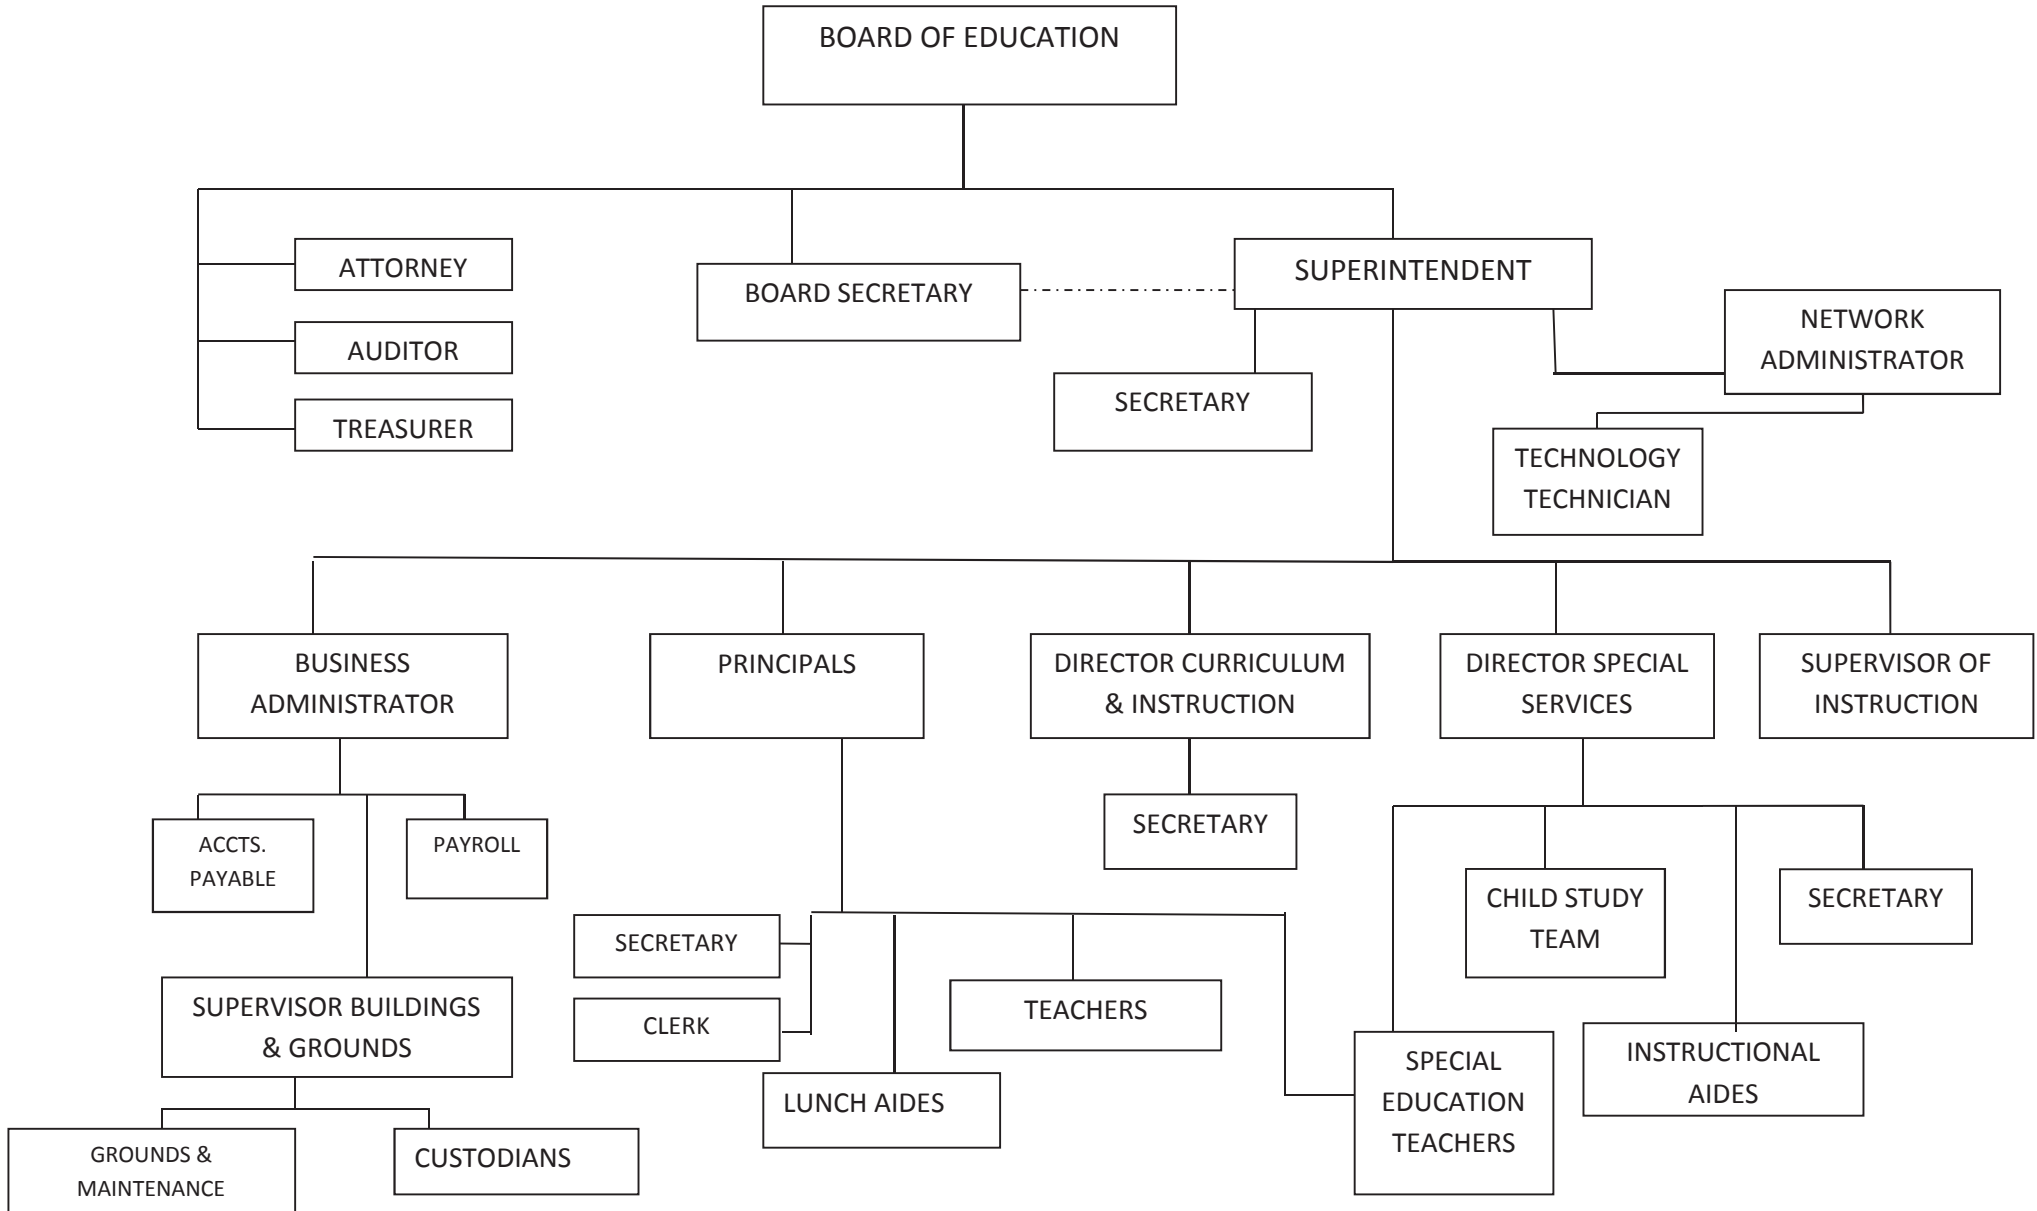 BOARD OF EDUCATION
ATTORNEY
AUDITOR
TREASURER
BOARD SECRETARY
SUPERINTENDENT
SECRETARY
NETWORK
ADMINISTRATOR
TECHNOLOGY
TECHNICIAN
BUSINESS
ADMINISTRATOR
PRINCIPALS
DIRECTOR CURRICULUM
& INSTRUCTION
DIRECTOR SPECIAL
SERVICES
SUPERVISOR OF
INSTRUCTION
ACCTS.
PAYABLE
PAYROLL
SUPERVISOR BUILDINGS
& GROUNDS
GROUNDS &
MAINTENANCE
CUSTODIANS
SECRETARY
CLERK
LUNCH AIDES
TEACHERS
SECRETARY
SPECIAL
EDUCATION
TEACHERS
CHILD STUDY
TEAM
INSTRUCTIONAL
AIDES
SECRETARY